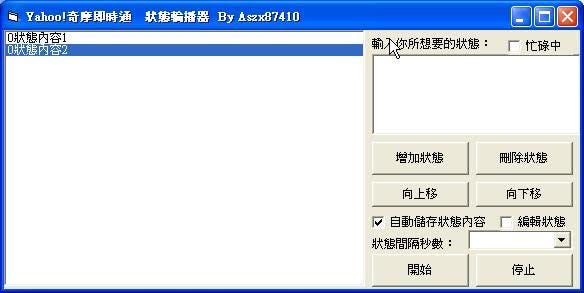 Yahoo!奇摩即時通 狀態輪播器 By Aszx87410
0狀態內容1
0狀態內容2
輸入你所想要的狀態：
忙碌中
增加狀態
刪除狀態
向上移
向下移
自動儲存狀態內容
編輯狀態
狀態間隔秒數：
開始
停止